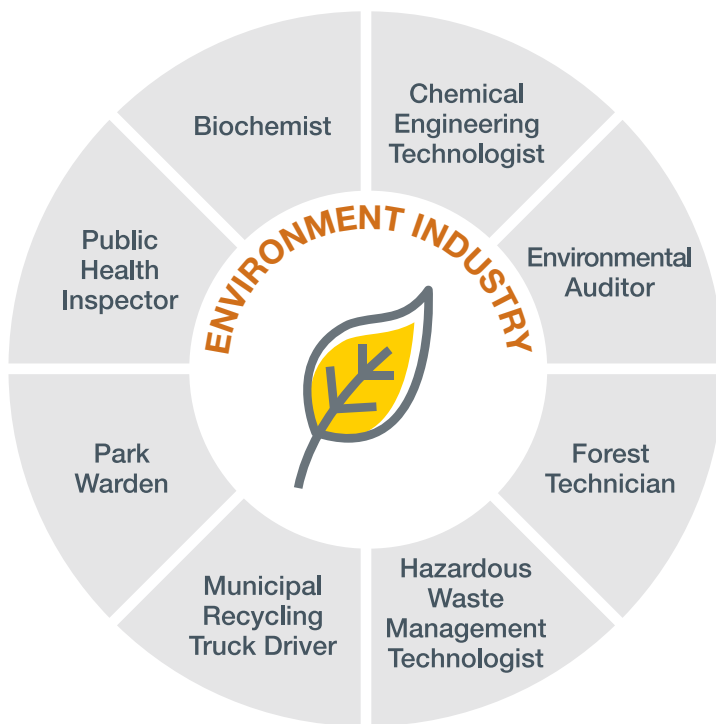 ENVIRONMENT INDUSTRY
Chemical
Engineering
Technologist
Environmental
Auditor
Forest
Technician
Hazardous
Waste
Management
Technologist
Municipal
Recycling
Truck Driver
Park
Warden
Public
Health
Inspector
Biochemist